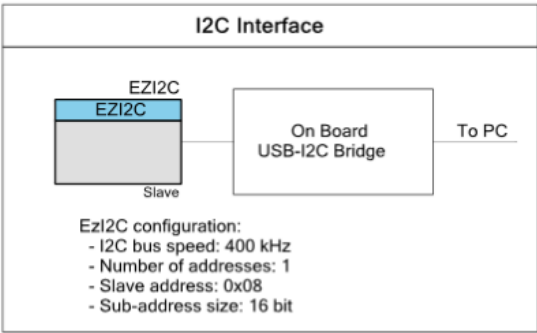 I2C Interface
EZI2C
EZI2C
Slave
On Board
USB-I2C Bridge
To PC
EzI2C configuration:
- I2C bus speed: 400 kHz
- Number of addresses: 1
- Slave address: 0x08
- Sub-address size: 16 bit